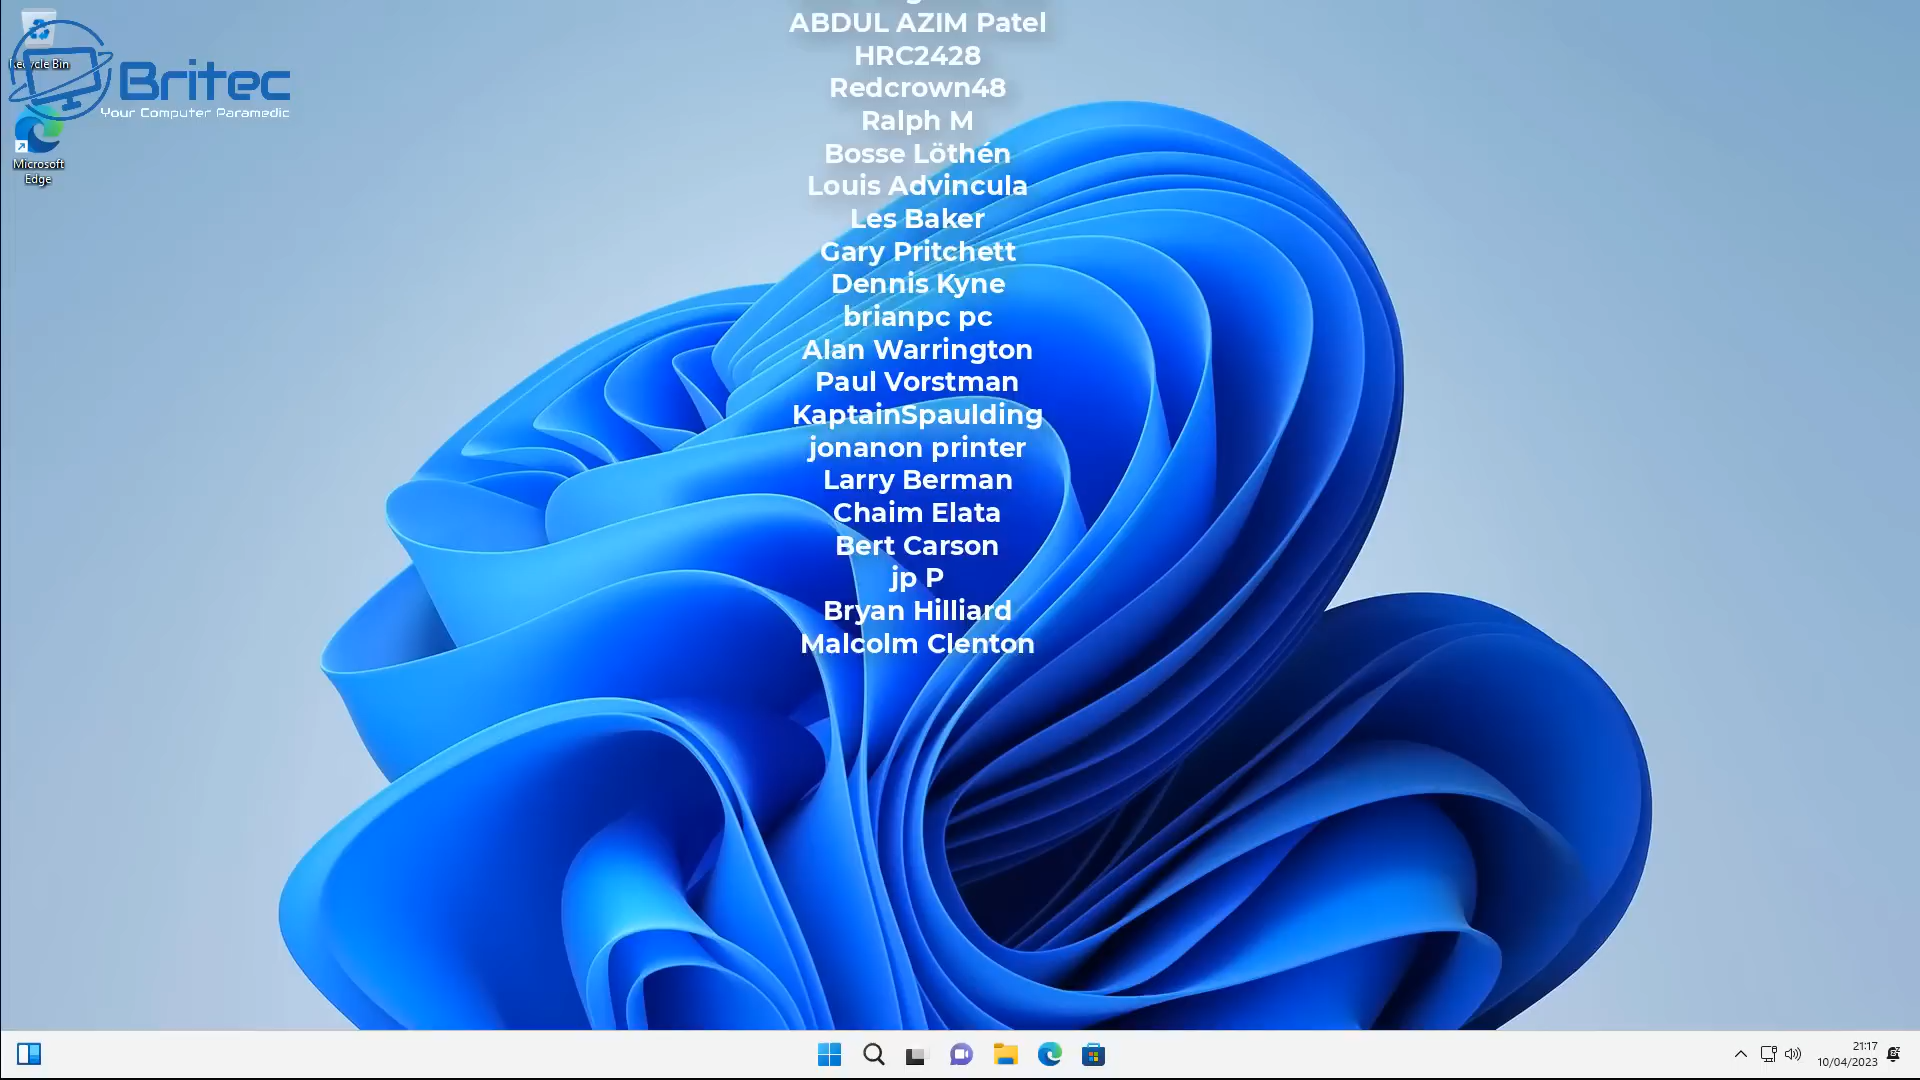 ABDUL AZIM Patel
HRC2428
Redcrown48
Ralph M
Bosse Löthén
Louis Advincula
Les Baker
Gary Pritchett
Dennis Kyne
brianpc pc
Alan Warrington
Paul Vorstman
KaptainSpaulding
jonanon printer
Larry Berman
Chaim Elata
Bert Carson
jp P
Bryan Hilliard
Malcolm Clenton
Recycle Bin
Britec
Your Computer Paramedic
Microsoft
Edge
21:17
10/04/2023